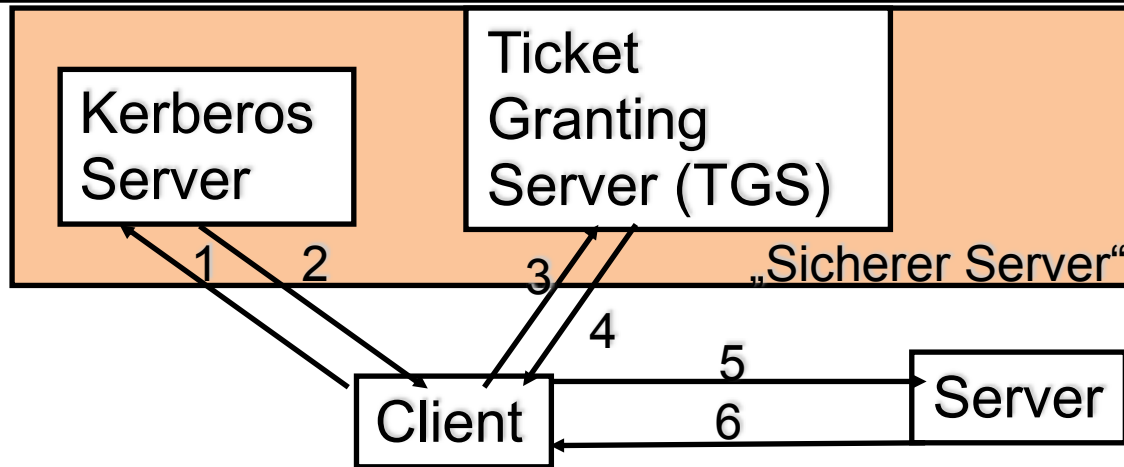 Kerberos
Server
Ticket
Granting
Server (TGS)
1
2
3
„Sicherer Server“
4
5
Client
Server
6